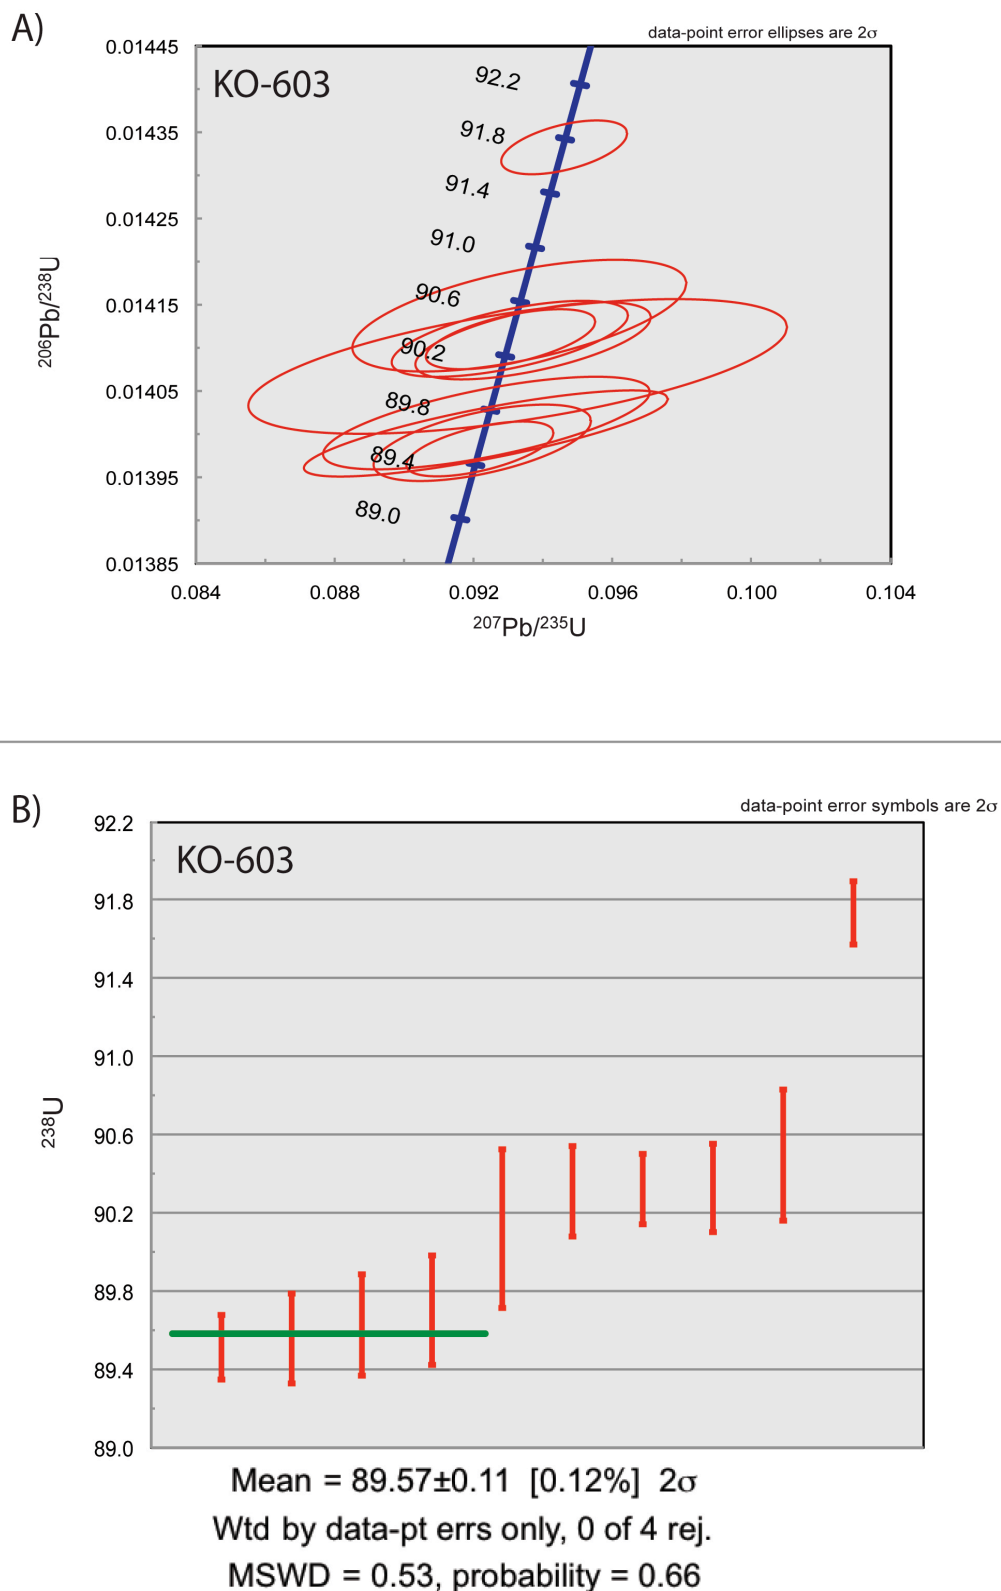 A)
data-point error ellipses are 2σ
KO-603
0.01445
0.01435
0.01425
0.01415
0.01405
0.01395
0.01385
206Pb/238U
92.2
91.8
91.4
91.0
90.6
90.2
89.8
89.4
89.0
0.084 0.088 0.092 0.096 0.100 0.104
207Pb/235U
B)
data-point error symbols are 2σ
KO-603
92.2
91.8
91.4
91.0
90.6
90.2
89.8
89.4
89.0
238U
Mean = 89.57±0.11 [0.12%] 2σ
Wtd by data-pt errs only, 0 of 4 rej.
MSWD = 0.53, probability = 0.66